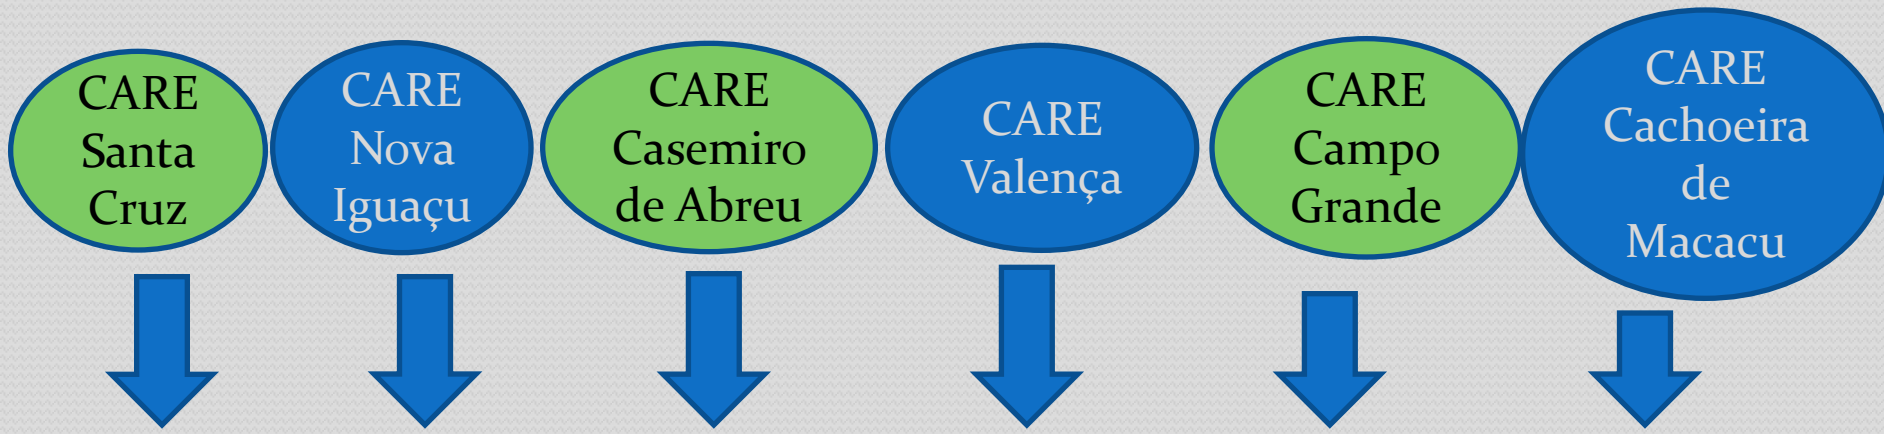 CARE
Santa
Cruz
CARE
Nova
Iguaçu
CARE
Casemiro
de Abreu
CARE
Valença
CARE
Campo
Grande
CARE
Cachoeira
de
Macacu